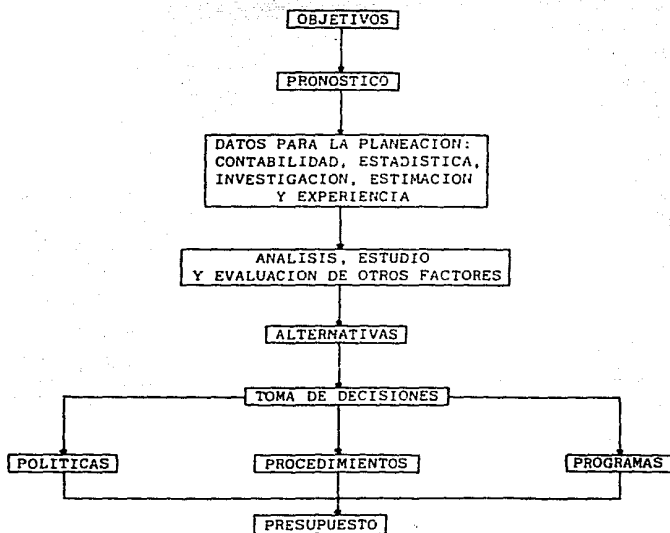 OBJETIVOS
PRONOSTICO
DATOS PARA LA PLANEACION:
CONTABILIDAD, ESTADISTICA,
INVESTIGACION, ESTIMACION
Y EXPERIENCIA
ANALISIS, ESTUDIO
Y EVALUACION DE OTROS FACTORES
ALTERNATIVAS
TOMA DE DECISIONES
POLITICAS
PROCEDIMIENTOS
PROGRAMAS
PRESUPUESTO